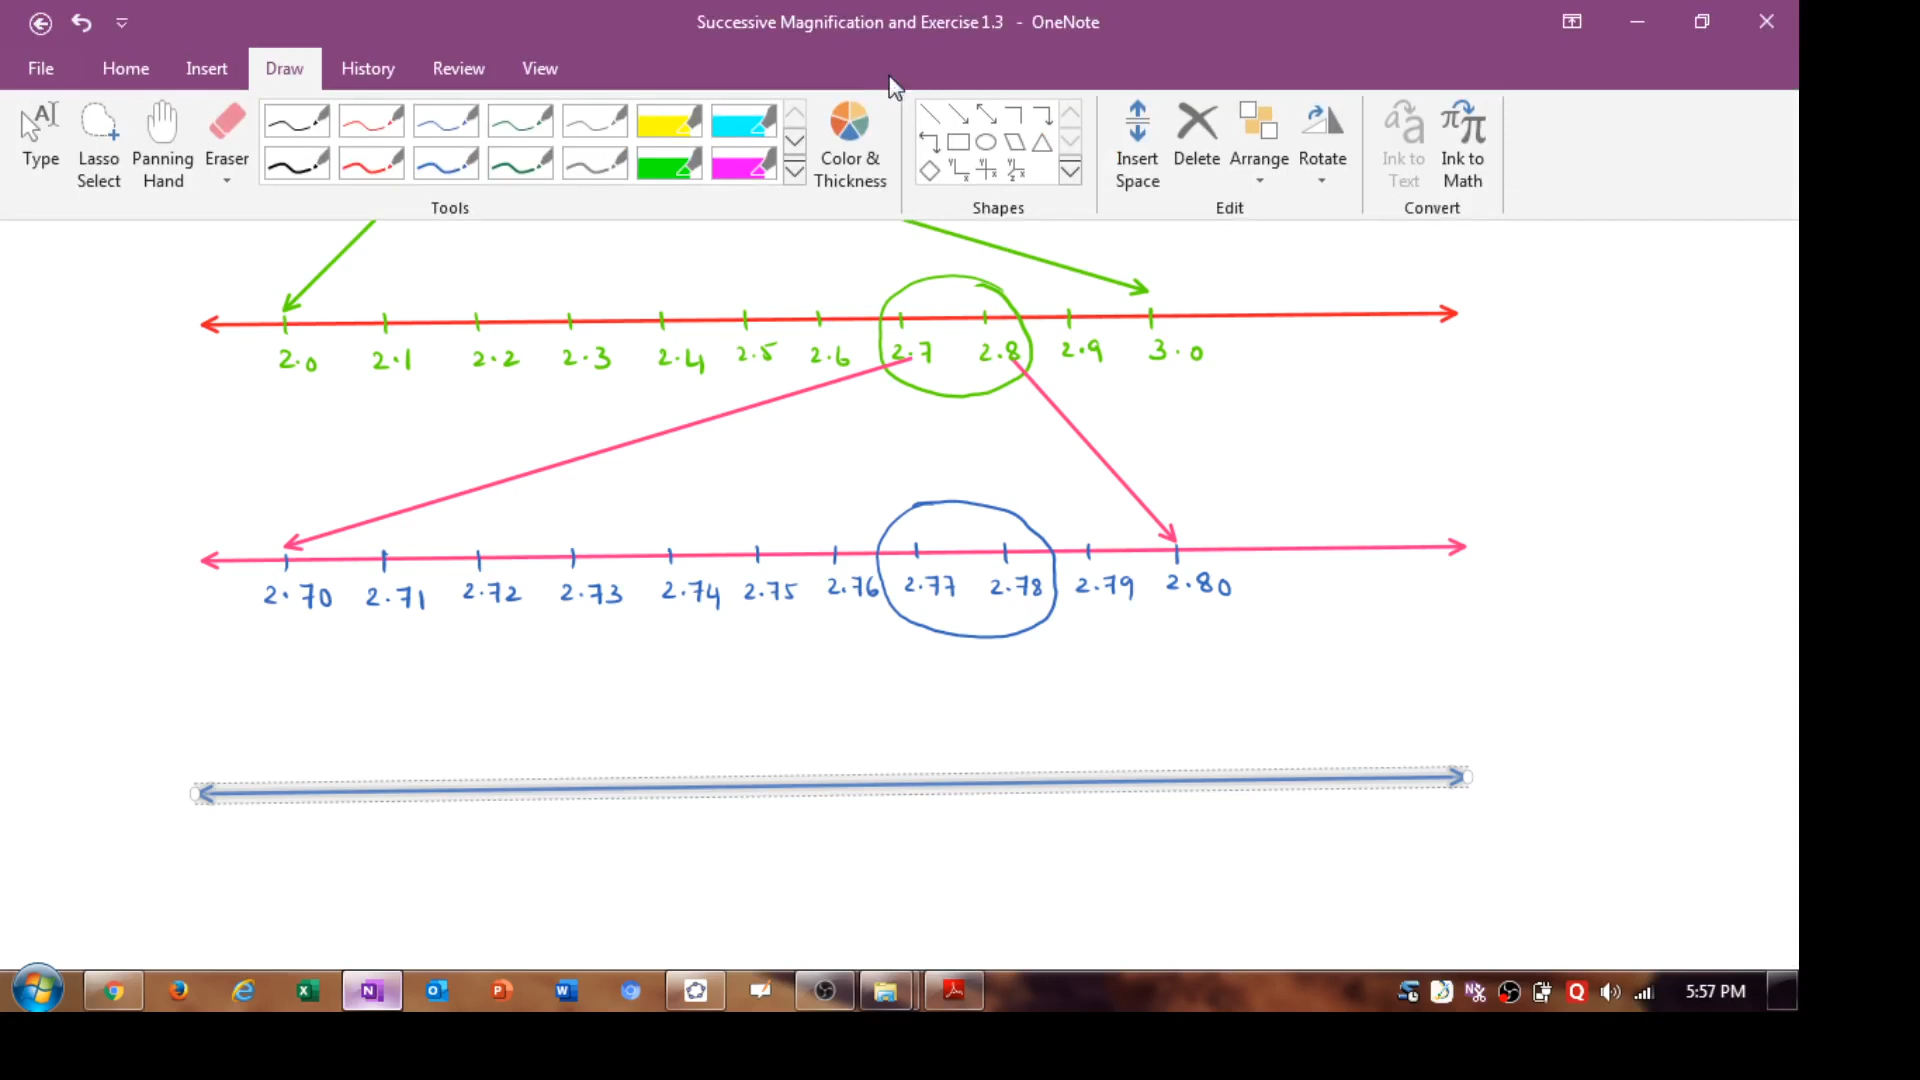 Successive Magnification and Exercise 1.3 - OneNote
File Home Insert Draw History Review View
Type Lasso Select Panning Hand Eraser Color & Thickness Insert Space Delete Arrange Rotate Ink to Text Ink to Math
Tools Shapes Edit Convert
2.0 2.1 2.2 2.3 2.4 2.5 2.6 2.7 2.8 2.9 3.0
2.70 2.71 2.72 2.73 2.74 2.75 2.76 2.77 2.78 2.79 2.80
5:57 PM